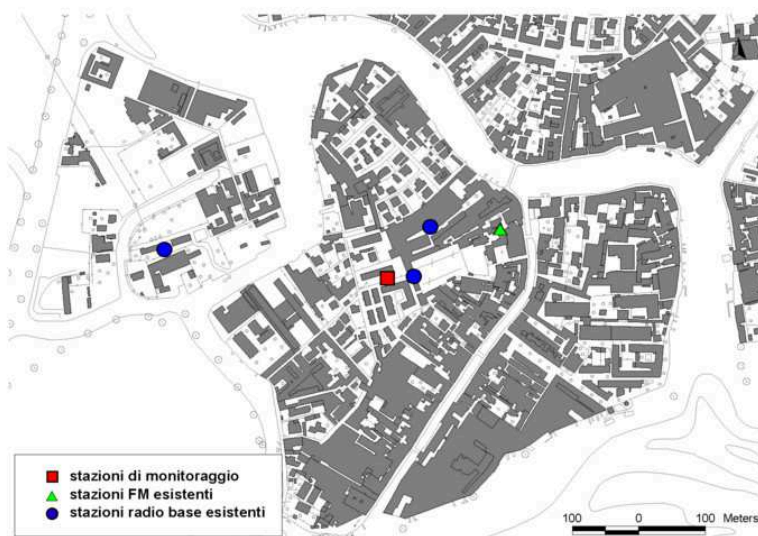 stazioni di monitoraggio
stazioni FM esistenti
stazioni radio base esistenti
100 0 100 Meters